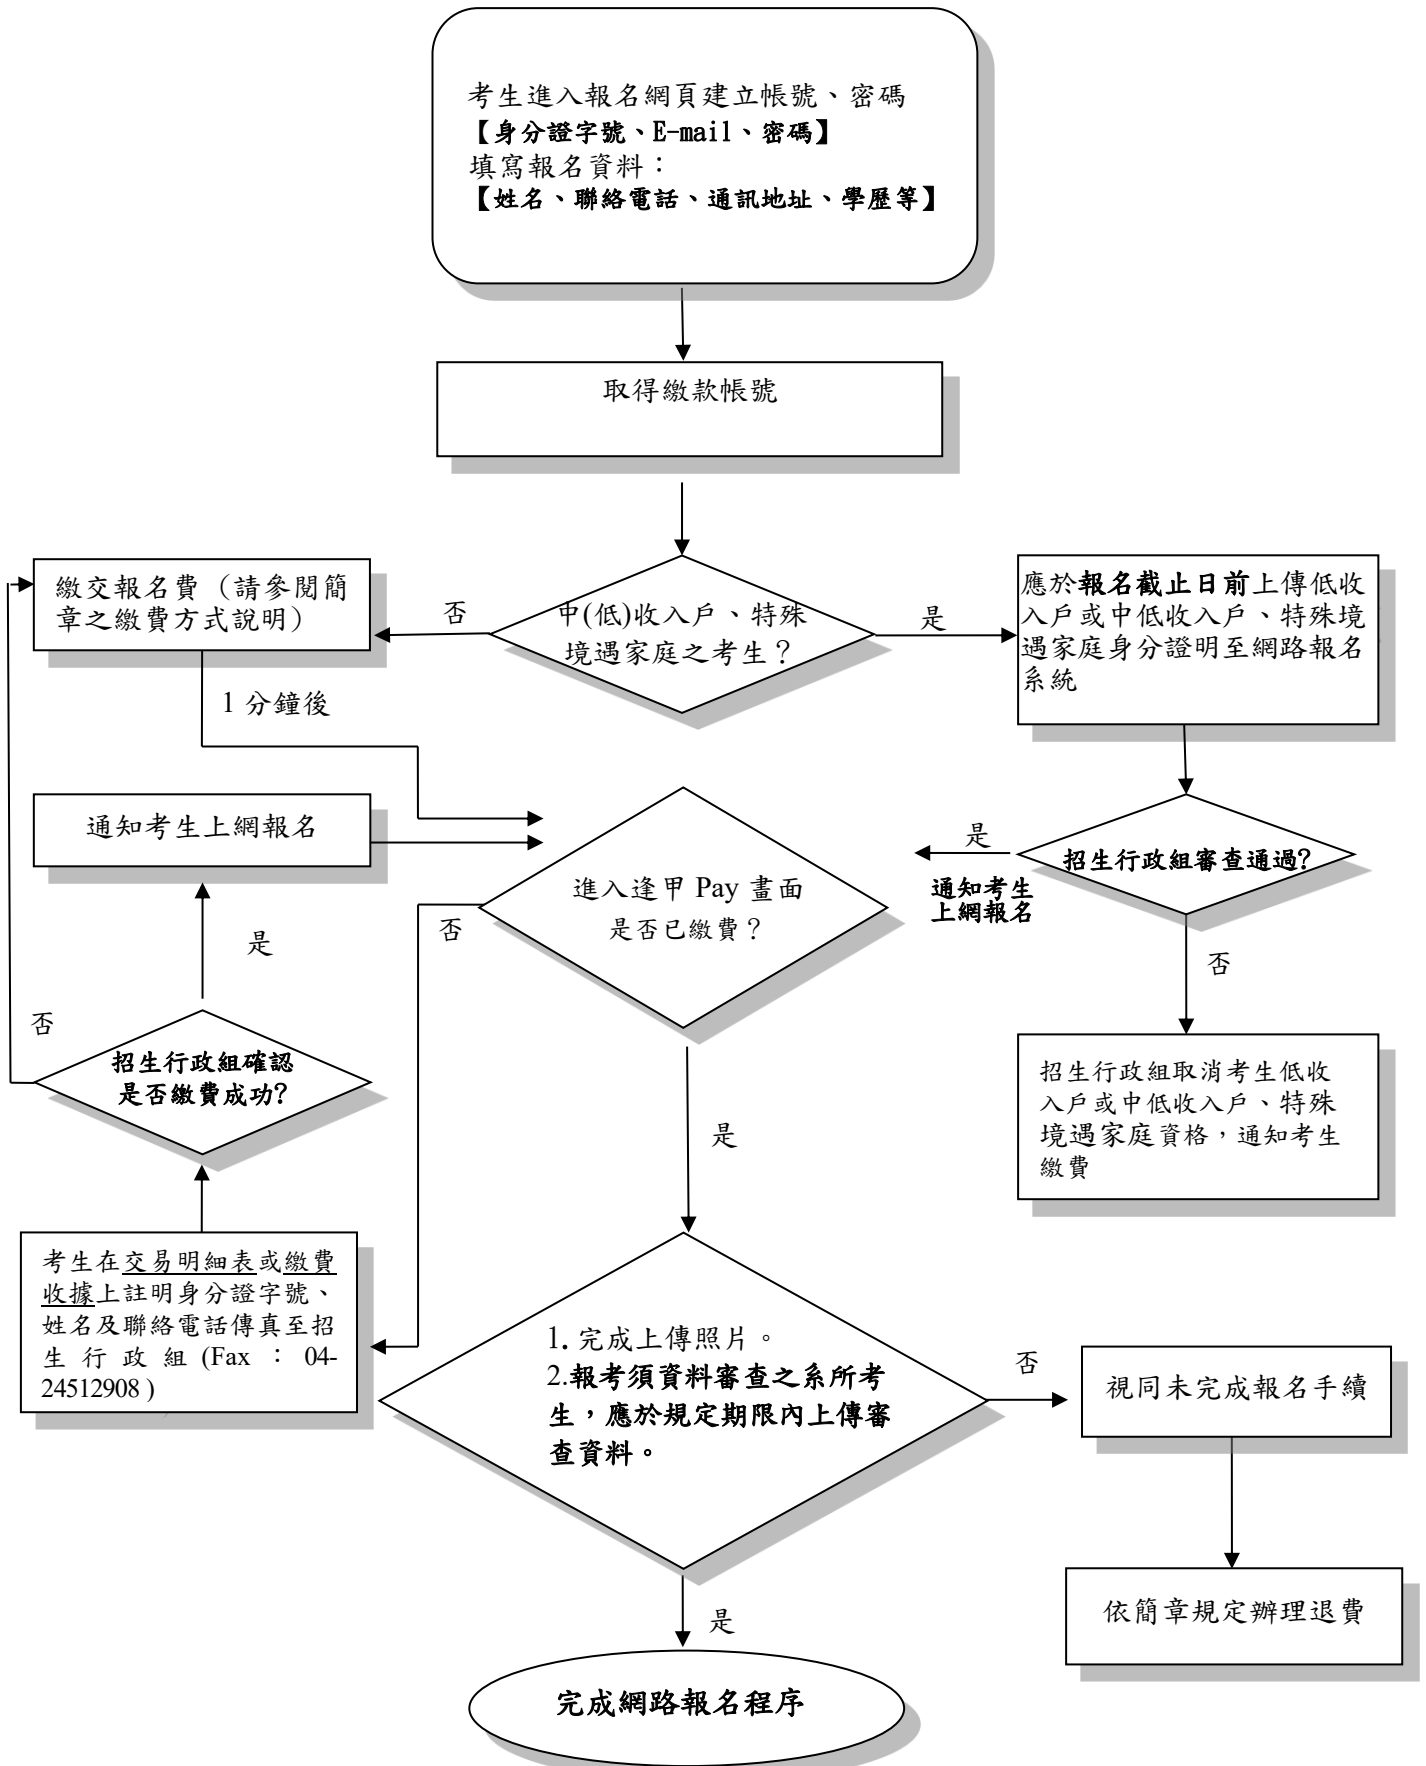 考生進入報名網頁建立帳號、密碼
【身分證字號、E-mail、密碼】
填寫報名資料：
【姓名、聯絡電話、通訊地址、學歷等】
取得繳款帳號
繳交報名費（請參閱簡
章之繳費方式說明）
否
中(低)收入戶、特殊
境遇家庭之考生？
是
應於報名截止日前上傳低收
入戶或中低收入戶、特殊境
遇家庭身分證明至網路報名
系統
1 分鐘後
通知考生上網報名
進入逢甲 Pay 畫面
是否已繳費？
是
通知考生
上網報名
招生行政組審查通過?
否
是
否
否
招生行政組確認
是否繳費成功?
招生行政組取消考生低收
入戶或中低收入戶、特殊
境遇家庭資格，通知考生
繳費
是
考生在交易明細表或繳費
收據上註明身分證字號、
姓名及聯絡電話傳真至招
生行政組(Fax：04-
24512908 )
1.完成上傳照片。
2.報考須資料審查之系所考
生，應於規定期限內上傳審
查資料。
否
視同未完成報名手續
依簡章規定辦理退費
是
完成網路報名程序